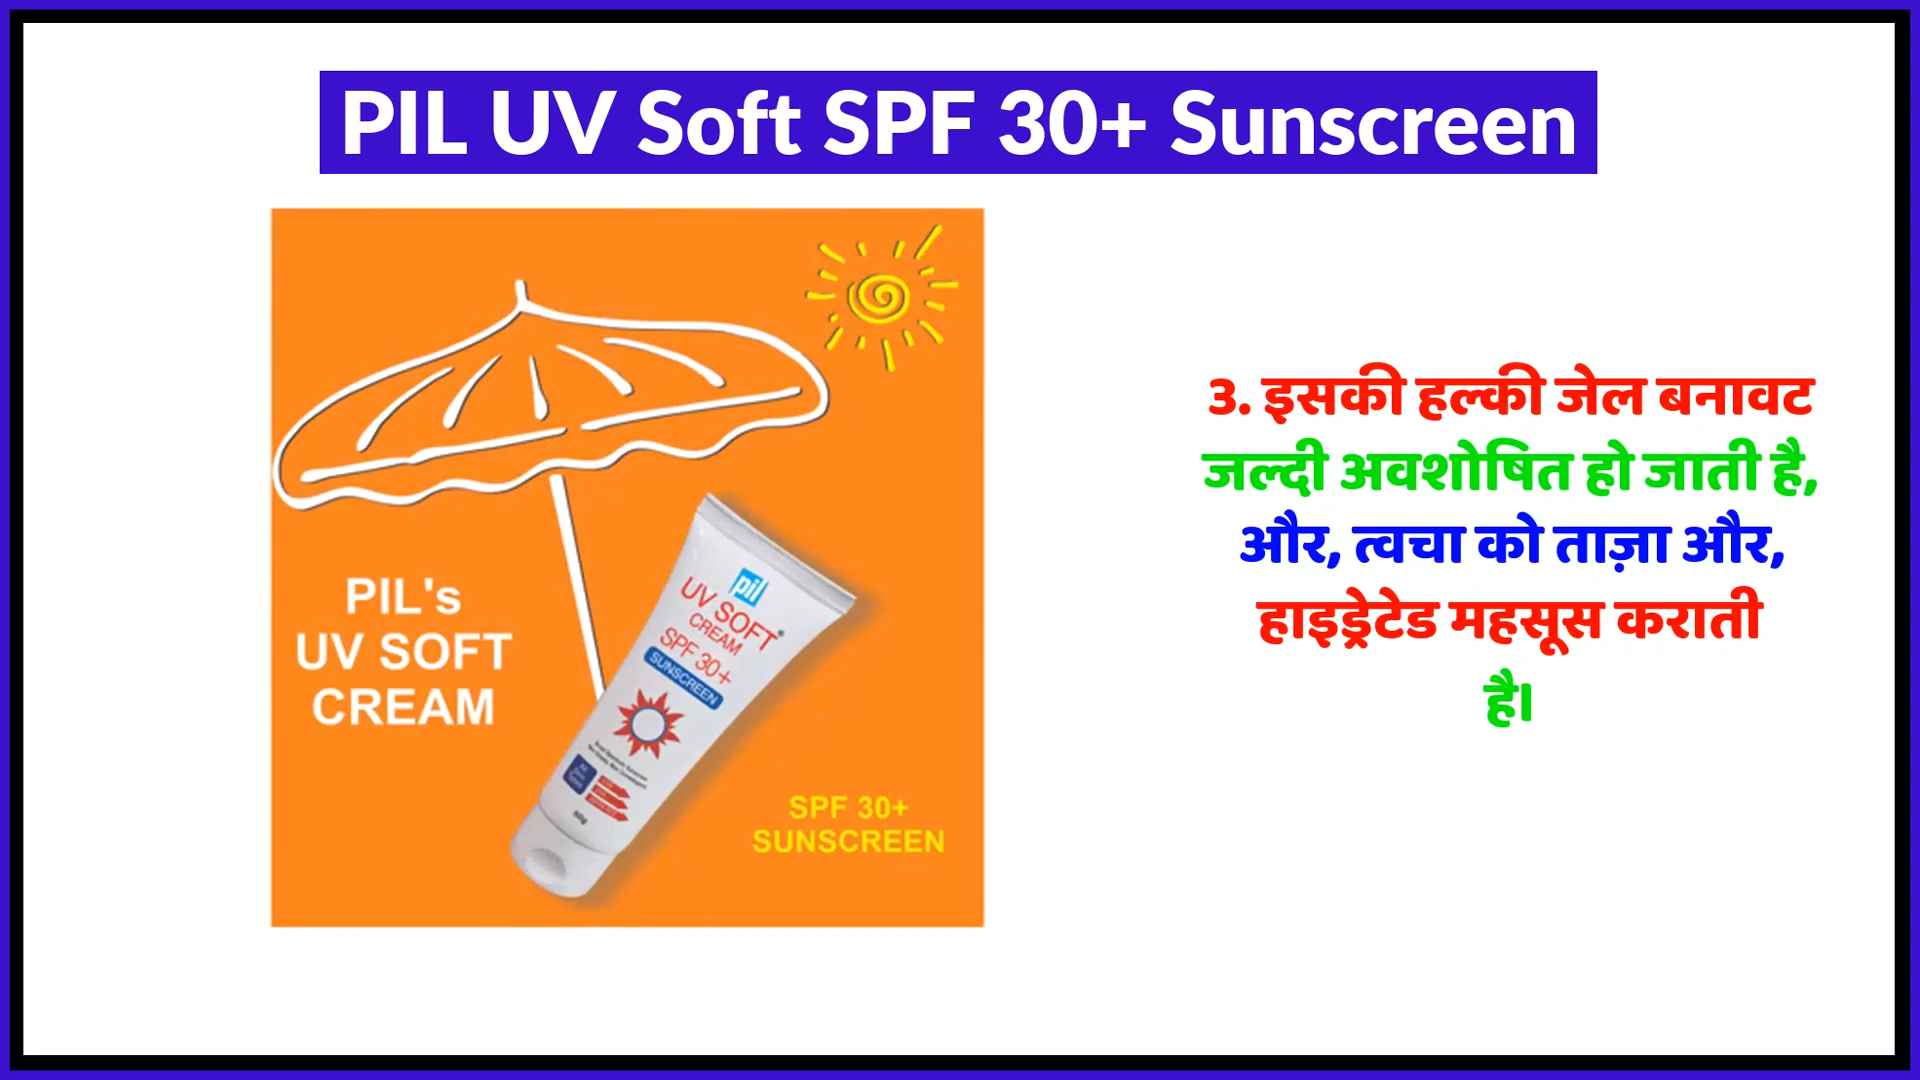 PIL UV Soft SPF 30+ Sunscreen
PIL's
UV SOFT
CREAM
pil
UV SOFT
CREAM
SPF 30+
SUNSCREEN
50g
SPF 30+
SUNSCREEN
3. इसकी हल्की जेल बनावट
जल्दी अवशोषित हो जाती है,
और, त्वचा को ताज़ा और,
हाइड्रेटेड महसूस कराती
है।